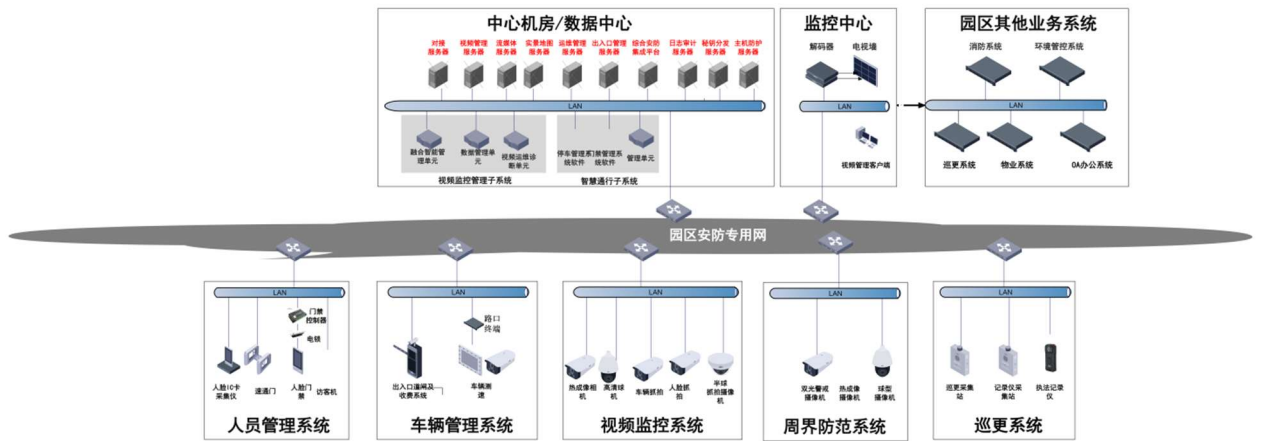 中心机房/数据中心
监控中心
园区其他业务系统
对接
服务器
视频管理
服务器
流媒体
服务器
实景地图
服务器
运维管理
服务器
出入口管理
服务器
综合安防
集成平台
日志审计
服务器
秘钥分发
服务器
主机防护
服务器
解码器
电视墙
消防系统
环境管控系统
LAN
LAN
LAN
融合智能管
理单元
数据管理单
元
视频运维诊
断单元
停车管理系
统软件
门禁管理系
统软件
管理单元
视频监控管理子系统
智慧通行子系统
视频管理客户端
巡更系统
物业系统
OA办公系统
园区安防专用网
LAN
门禁
控制器
电锁
人脸IC卡
采集仪
速通门
人脸门
禁
访客机
人员管理系统
LAN
路口
终端
出入口道闸及
收费系统
车辆测
速
车辆管理系统
LAN
热成像相
机
高清球
机
车辆抓拍
人脸抓
拍
半球
抓拍摄像
机
视频监控系统
LAN
双光警戒
摄像机
热成像
摄像机
球型
摄像机
周界防范系统
LAN
巡更采集
站
记录仪采
集站
执法记录
仪
巡更系统